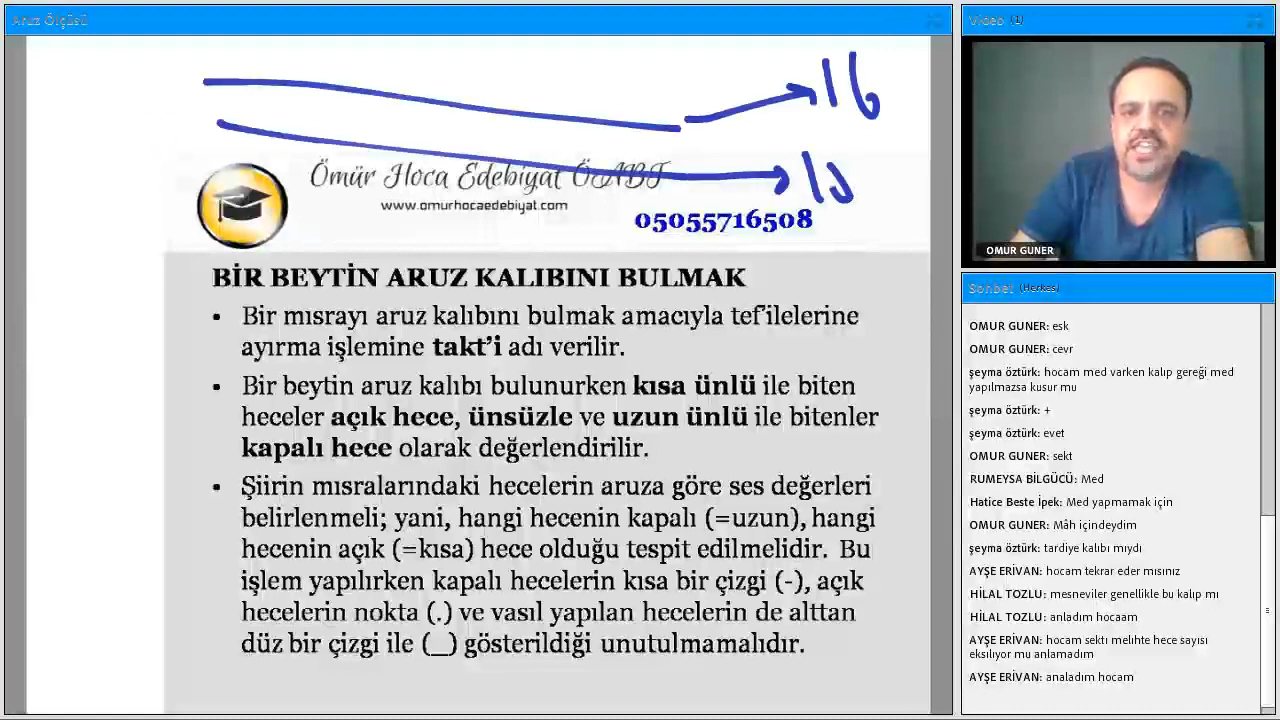 Aruz Ölçüsü
16
Ömür Hoca Edebiyat ÖABT
www.omurhocaedebiyat.com
05055716508
BİR BEYTİN ARUZ KALIBINI BULMAK
• Bir mısrayı aruz kalıbını bulmak amacıyla tef'ilelerine
ayırma işlemine takt'i adı verilir.
• Bir beytin aruz kalıbı bulunurken kısa ünlü ile biten
heceler açık hece, ünsüzle ve uzun ünlü ile bitenler
kapalı hece olarak değerlendirilir.
• Şiirin mısralarındaki hecelerin aruza göre ses değerleri
belirlenmeli; yani, hangi hecenin kapalı (=uzun), hangi
hecenin açık (=kısa) hece olduğu tespit edilmelidir. Bu
işlem yapılırken kapalı hecelerin kısa bir çizgi (-), açık
hecelerin nokta (.) ve vasıl yapılan hecelerin de alttan
düz bir çizgi ile (_) gösterildiği unutulmamalıdır.
Video (1)
OMUR GUNER
Sohbet (Herkes)
OMUR GUNER: esk
OMUR GUNER: cevr
şeyma öztürk: hocam med varken kalıp gereği med
yapılmazsa kusur mu
şeyma öztürk: +
şeyma öztürk: evet
OMUR GUNER: sekt
RUMEYSA BİLGÜCÜ: Med
Hatice Beste İpek: Med yapmamak için
OMUR GUNER: Mâh içindeydim
şeyma öztürk: tardiye kalıbı mıydı
AYŞE ERİVAN: hocam tekrar eder mısınız
HİLAL TOZLU: mesneviler genellikle bu kalıp mı
HİLAL TOZLU: anladım hocaam
AYŞE ERİVAN: hocam sektı melıhte hece sayısı
eksılıyor mu anlamadım
AYŞE ERİVAN: analadım hocam